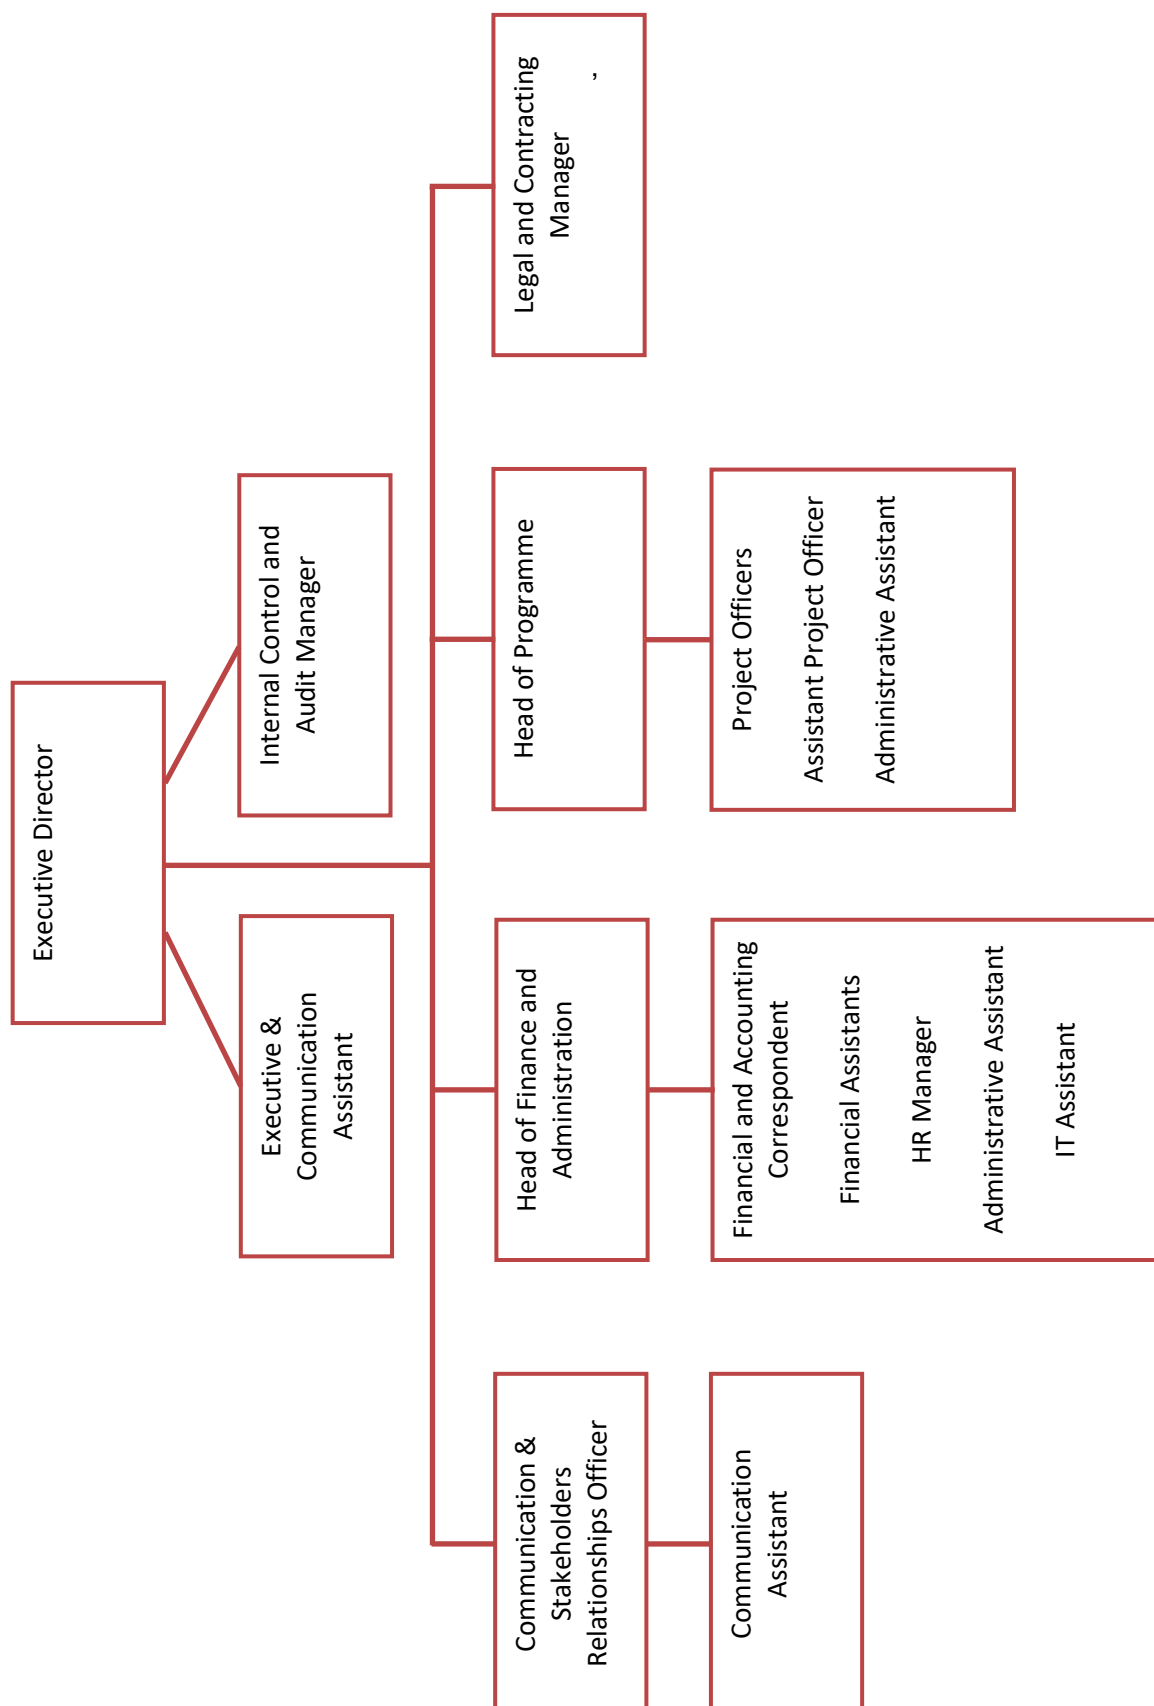 Executive Director
Executive &
Communication
Assistant
Internal Control and
Audit Manager
Communication &
Stakeholders
Relationships Officer
Head of Finance and
Administration
Head of Programme
Legal and Contracting
Manager
,
Communication
Assistant
Financial and Accounting
Correspondent
Financial Assistants
HR Manager
Administrative Assistant
IT Assistant
Project Officers
Assistant Project Officer
Administrative Assistant